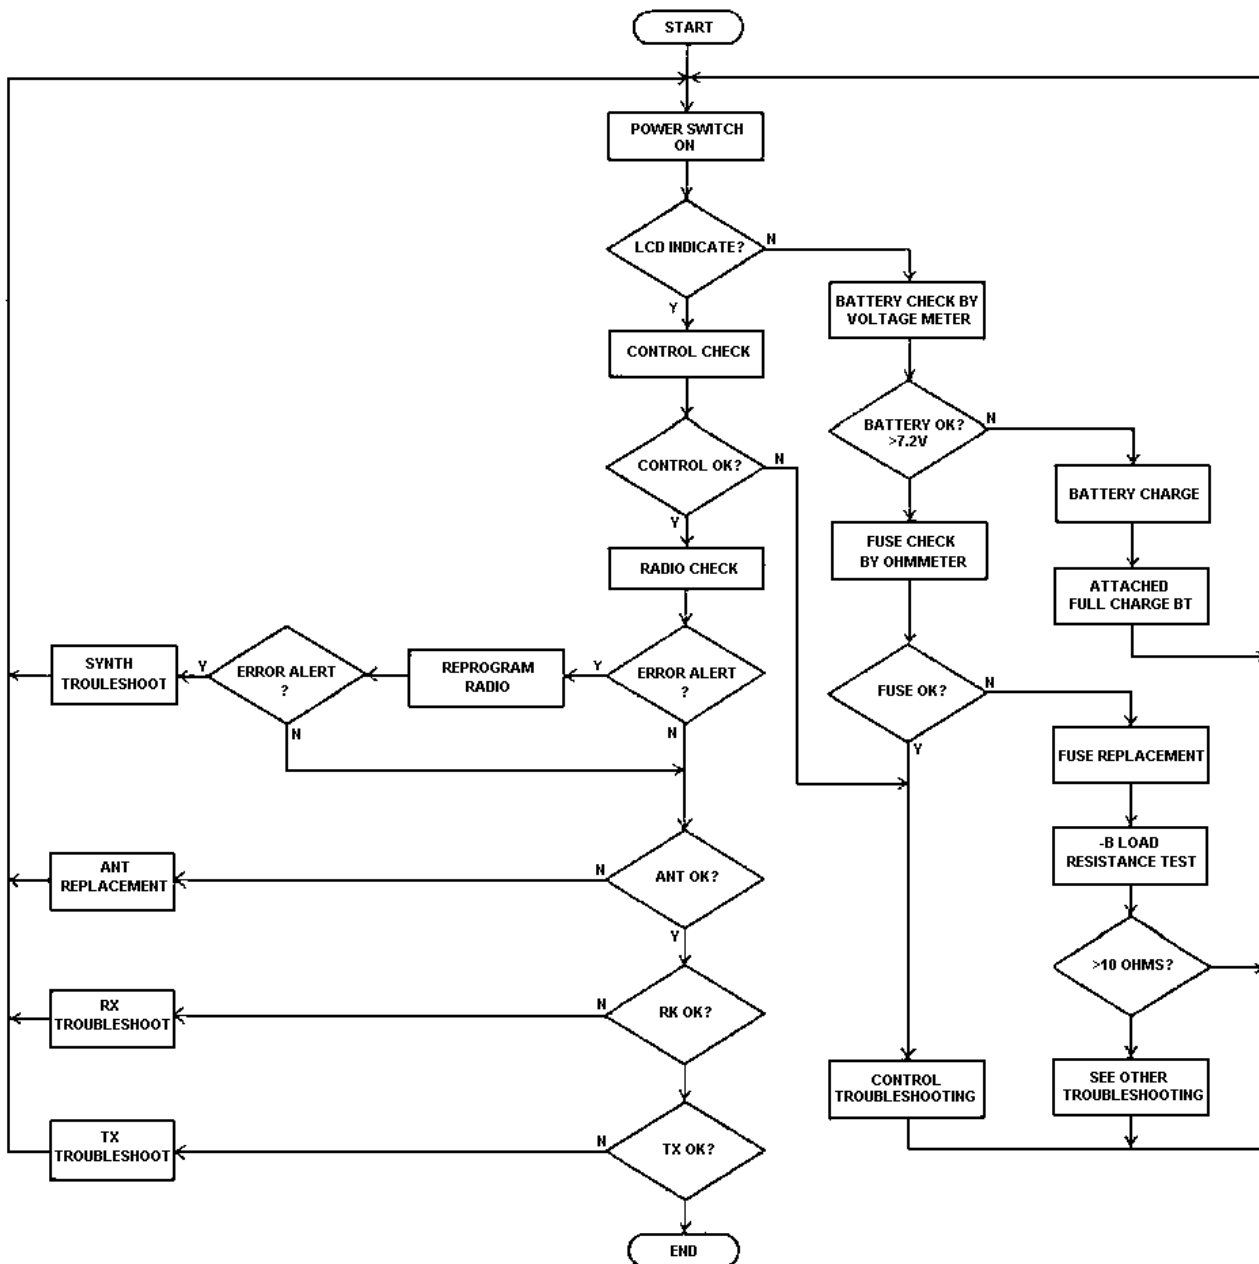 START
POWER SWITCH
ON
LCD INDICATE?
N
Y
BATTERY CHECK BY
VOLTAGE METER
CONTROL CHECK
BATTERY OK?
>7.2V
N
CONTROL OK?
N
Y
BATTERY CHARGE
FUSE CHECK
BY OHMMETER
RADIO CHECK
ATTACHED
FULL CHARGE BT
SYNTH
TROULESHOOT
Y
ERROR ALERT
?
N
REPROGRAM
RADIO
Y
ERROR ALERT
?
N
FUSE OK?
N
Y
FUSE REPLACEMENT
-B LOAD
RESISTANCE TEST
ANT
REPLACEMENT
N
ANT OK?
Y
>10 OHMS?
RX
TROUBLESHOOT
N
RK OK?
CONTROL
TROUBLESHOOTING
SEE OTHER
TROUBLESHOOTING
TX
TROUBLESHOOT
N
TX OK?
END